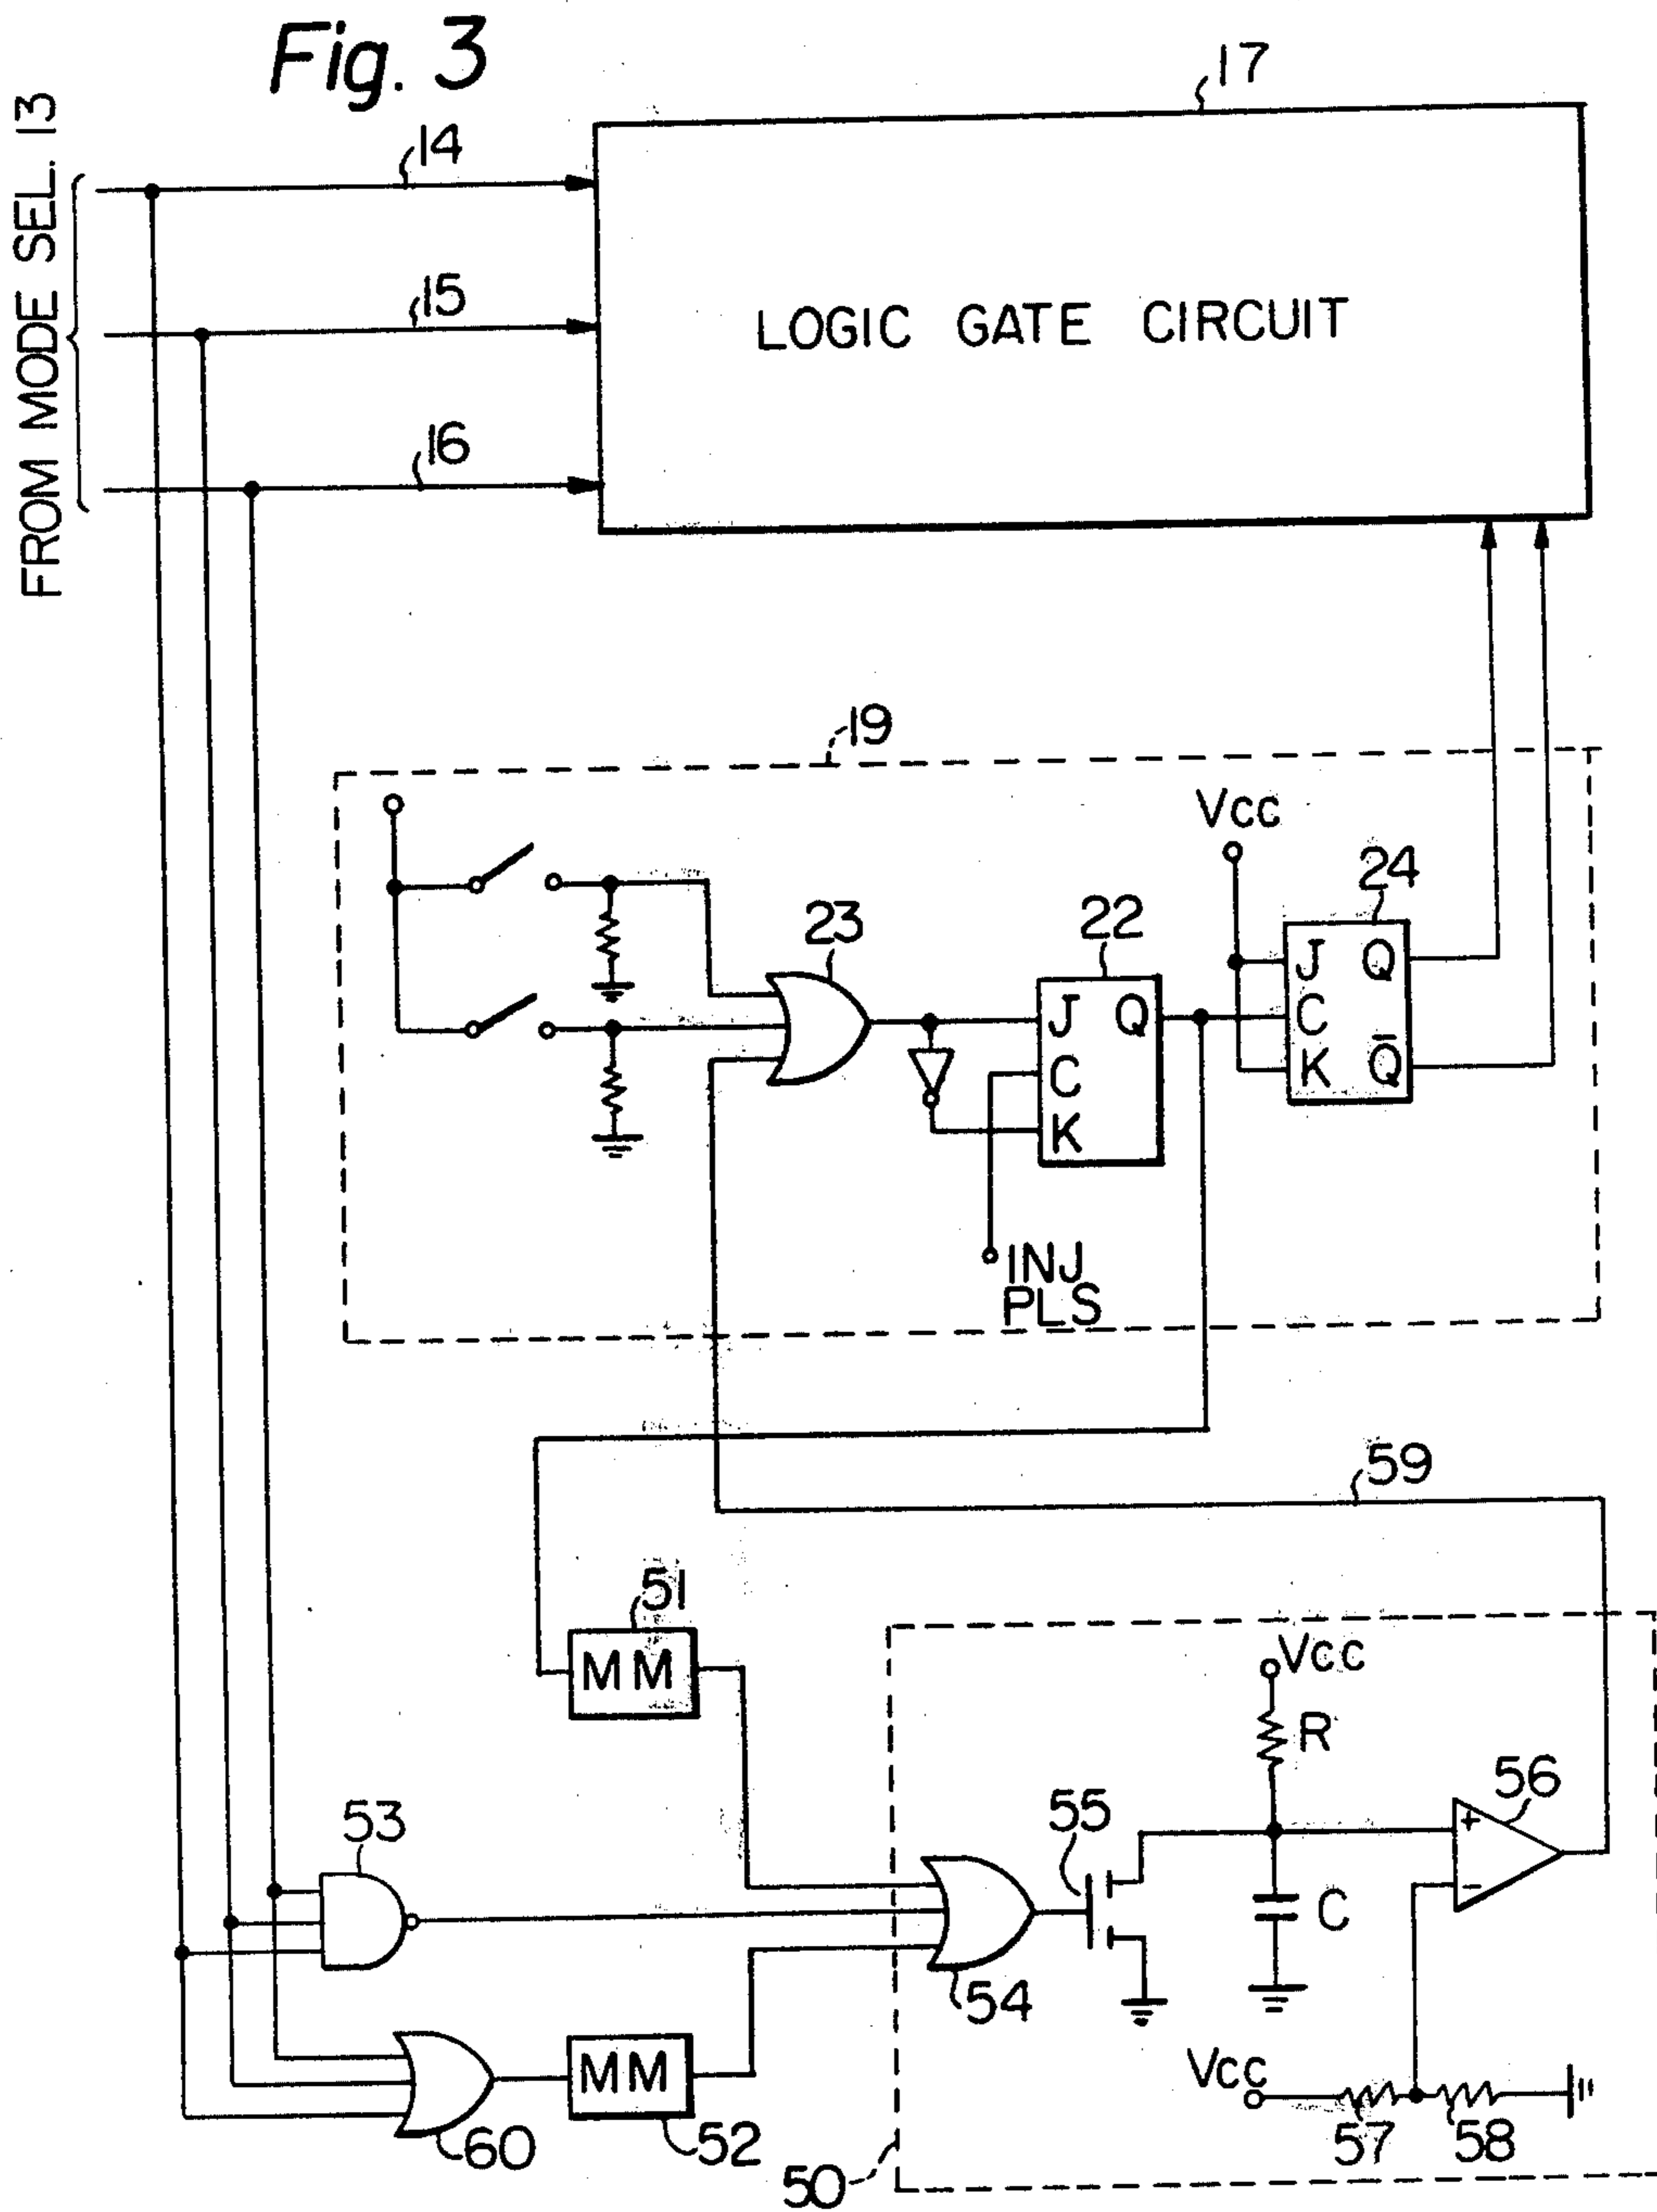 Fig. 3
FROM MODE SEL. 13
17
14
15
16
LOGIC GATE CIRCUIT
19
Vcc
24
23
22
J Q
C
K Q̅
J Q
C
K
INJ
PLS
59
51
MM
Vcc
R
56
55
+
53
C
−
54
MM
Vcc
60
52
57
58
50